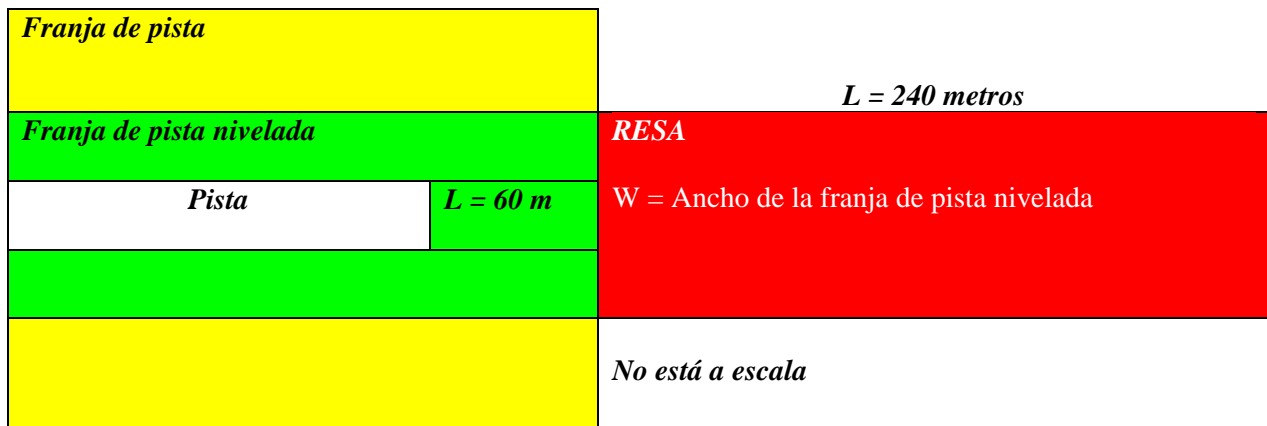 Franja de pista
L = 240 metros
Franja de pista nivelada
RESA
Pista
L = 60 m
W = Ancho de la franja de pista nivelada
No está a escala